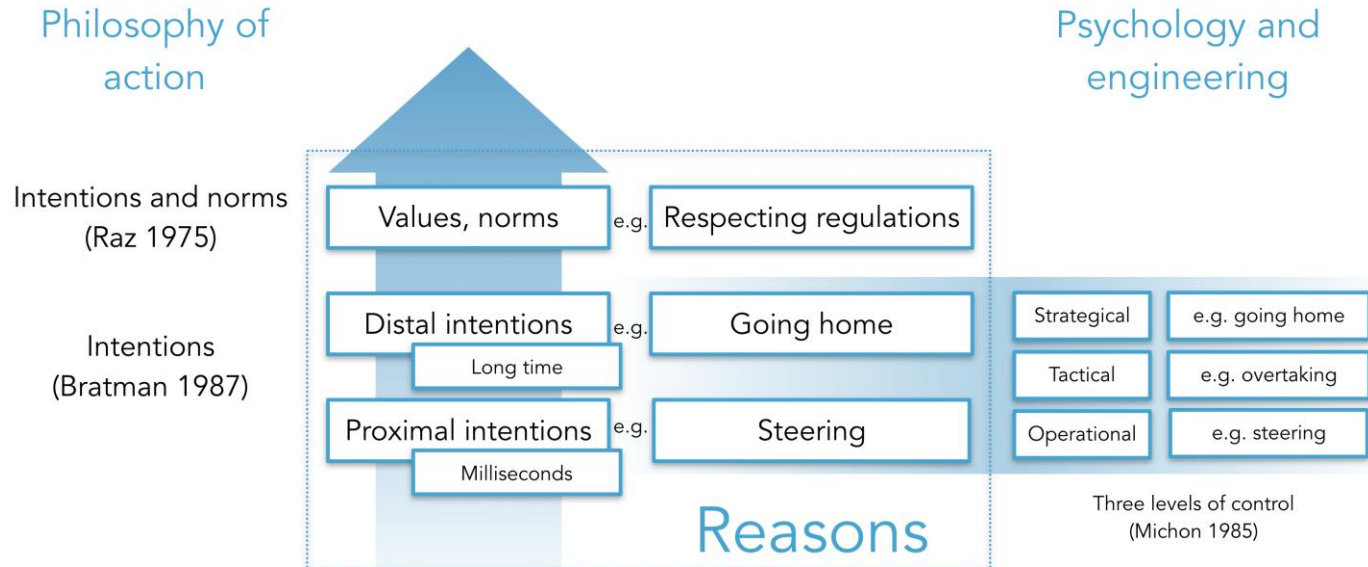 Philosophy of
action
Psychology and
engineering
Intentions and norms
(Raz 1975)
Values, norms
e.g.
Respecting regulations
Intentions
(Bratman 1987)
Distal intentions
e.g.
Going home
Long time
Proximal intentions
e.g.
Steering
Milliseconds
Strategical
e.g. going home
Tactical
e.g. overtaking
Operational
e.g. steering
Three levels of control
(Michon 1985)
Reasons